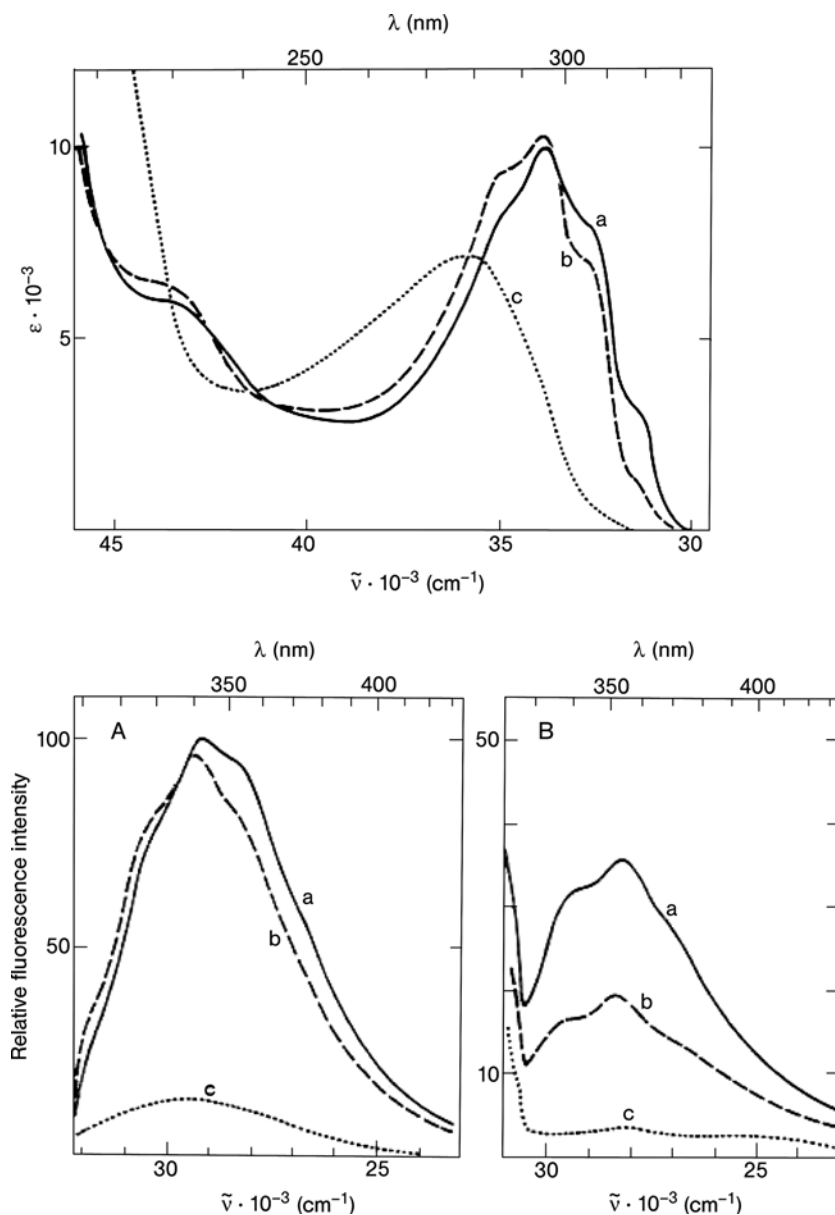 λ (nm)
250 300
10
5
ε · 10⁻³
a
b
c
45 40 35 30
ṽ · 10⁻³ (cm⁻¹)
λ (nm)
350 400
100
50
Relative fluorescence intensity
A
a
b
c
30 25
ṽ · 10⁻³ (cm⁻¹)
λ (nm)
350 400
50
10
B
a
b
c
30 25
ṽ · 10⁻³ (cm⁻¹)